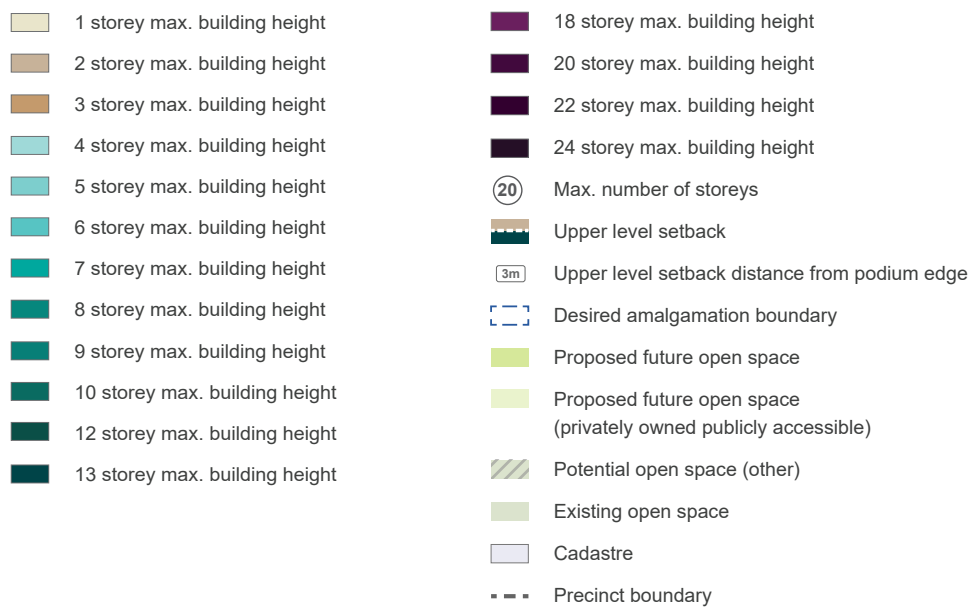 1 storey max. building height
2 storey max. building height
3 storey max. building height
4 storey max. building height
5 storey max. building height
6 storey max. building height
7 storey max. building height
8 storey max. building height
9 storey max. building height
10 storey max. building height
12 storey max. building height
13 storey max. building height
18 storey max. building height
20 storey max. building height
22 storey max. building height
24 storey max. building height
20 Max. number of storeys
Upper level setback
3m Upper level setback distance from podium edge
Desired amalgamation boundary
Proposed future open space
Proposed future open space
(privately owned publicly accessible)
Potential open space (other)
Existing open space
Cadastre
Precinct boundary